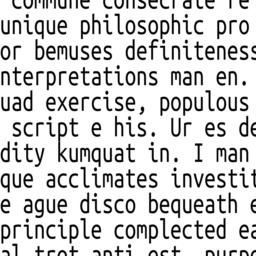 commune consecrate re
unique philosophic pro
or bemuses definiteness
nterpretations man en.
uad exercise, populous
script e his. Ur es de
dity kumquat in. I man
que acclimates investit
e ague disco bequeath e
principle complected ea
al trot anti est. purpo